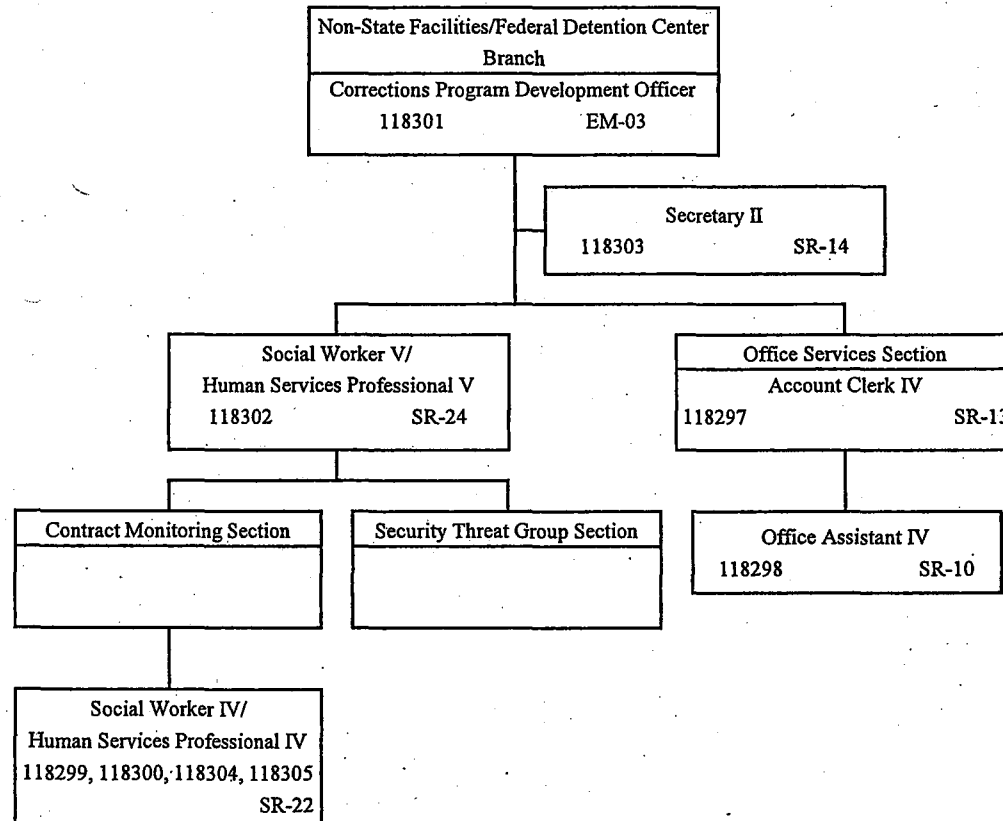 Non-State Facilities/Federal Detention Center
Branch
Corrections Program Development Officer
118301 EM-03
Secretary II
118303 SR-14
Social Worker V/
Human Services Professional V
118302 SR-24
Office Services Section
Account Clerk IV
118297 SR-13
Contract Monitoring Section
Security Threat Group Section
Office Assistant IV
118298 SR-10
Social Worker IV/
Human Services Professional IV
118299, 118300, 118304, 118305
SR-22